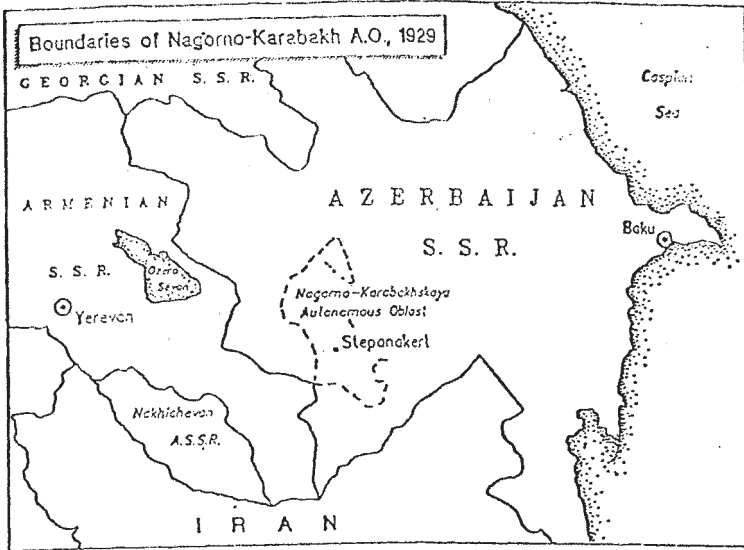 Boundaries of Nagorno-Karabakh A.O., 1929
GEORGIAN S.S.R.
Caspian
Sea
ARMENIAN
S.S.R.
AZERBAIJAN
S.S.R.
Baku
Ozero
Sevan
Yerevan
Nagorno-Karabakhskaya
Autonomous Oblast
Stepanakert
Nakhichevan
A.S.S.R.
IRAN